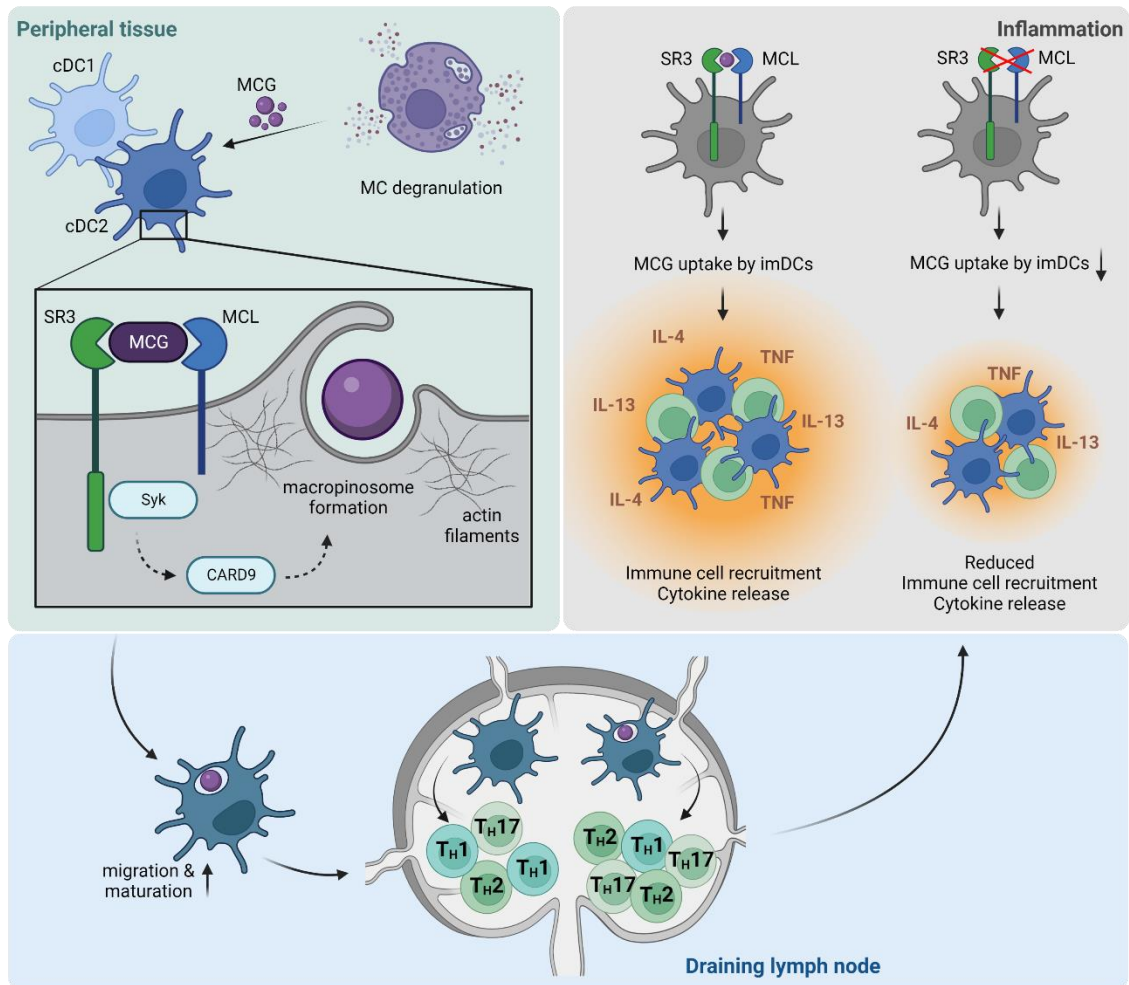 Peripheral tissue
cDC1
MCG
MC degranulation
cDC2
SR3
MCG
MCL
Syk
CARD9
macropinosome
formation
actin
filaments
Inflammation
SR3
MCL
SR3
MCL
MCG uptake by imDCs
MCG uptake by imDCs
IL-4
TNF
IL-13
IL-13
IL-4
TNF
Immune cell recruitment
Cytokine release
TNF
IL-4
IL-13
Reduced
Immune cell recruitment
Cytokine release
migration &
maturation
TH17
TH1
TH1
TH2
TH2
TH1
TH17
TH17
TH2
Draining lymph node